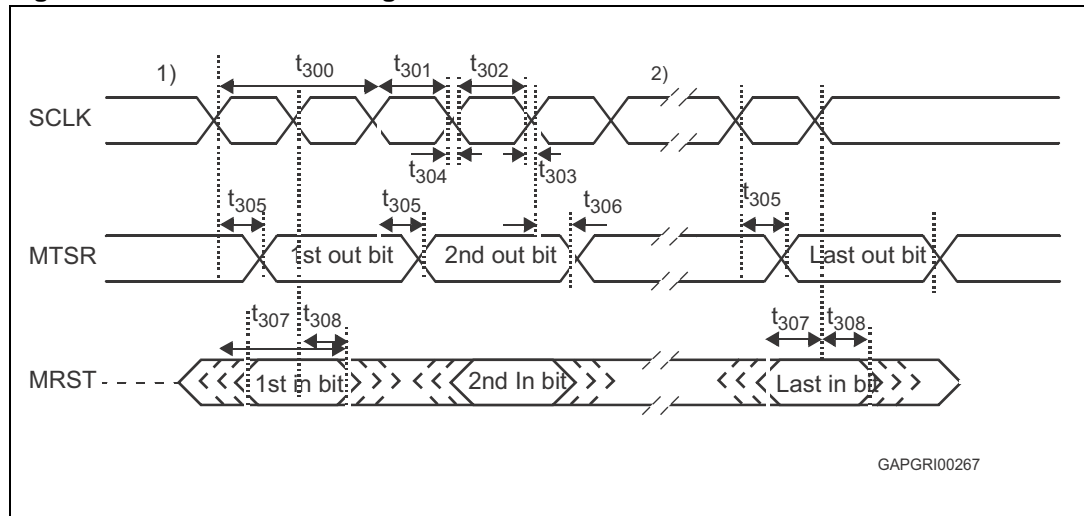 1)
t300
t301
t302
2)
SCLK
t304
t303
t305
t305
t306
t305
MTSR
1st out bit
2nd out bit
Last out bit
t307
t308
t307
t308
MRST
1st in bit
2nd In bit
Last in bit
GAPGRI00267